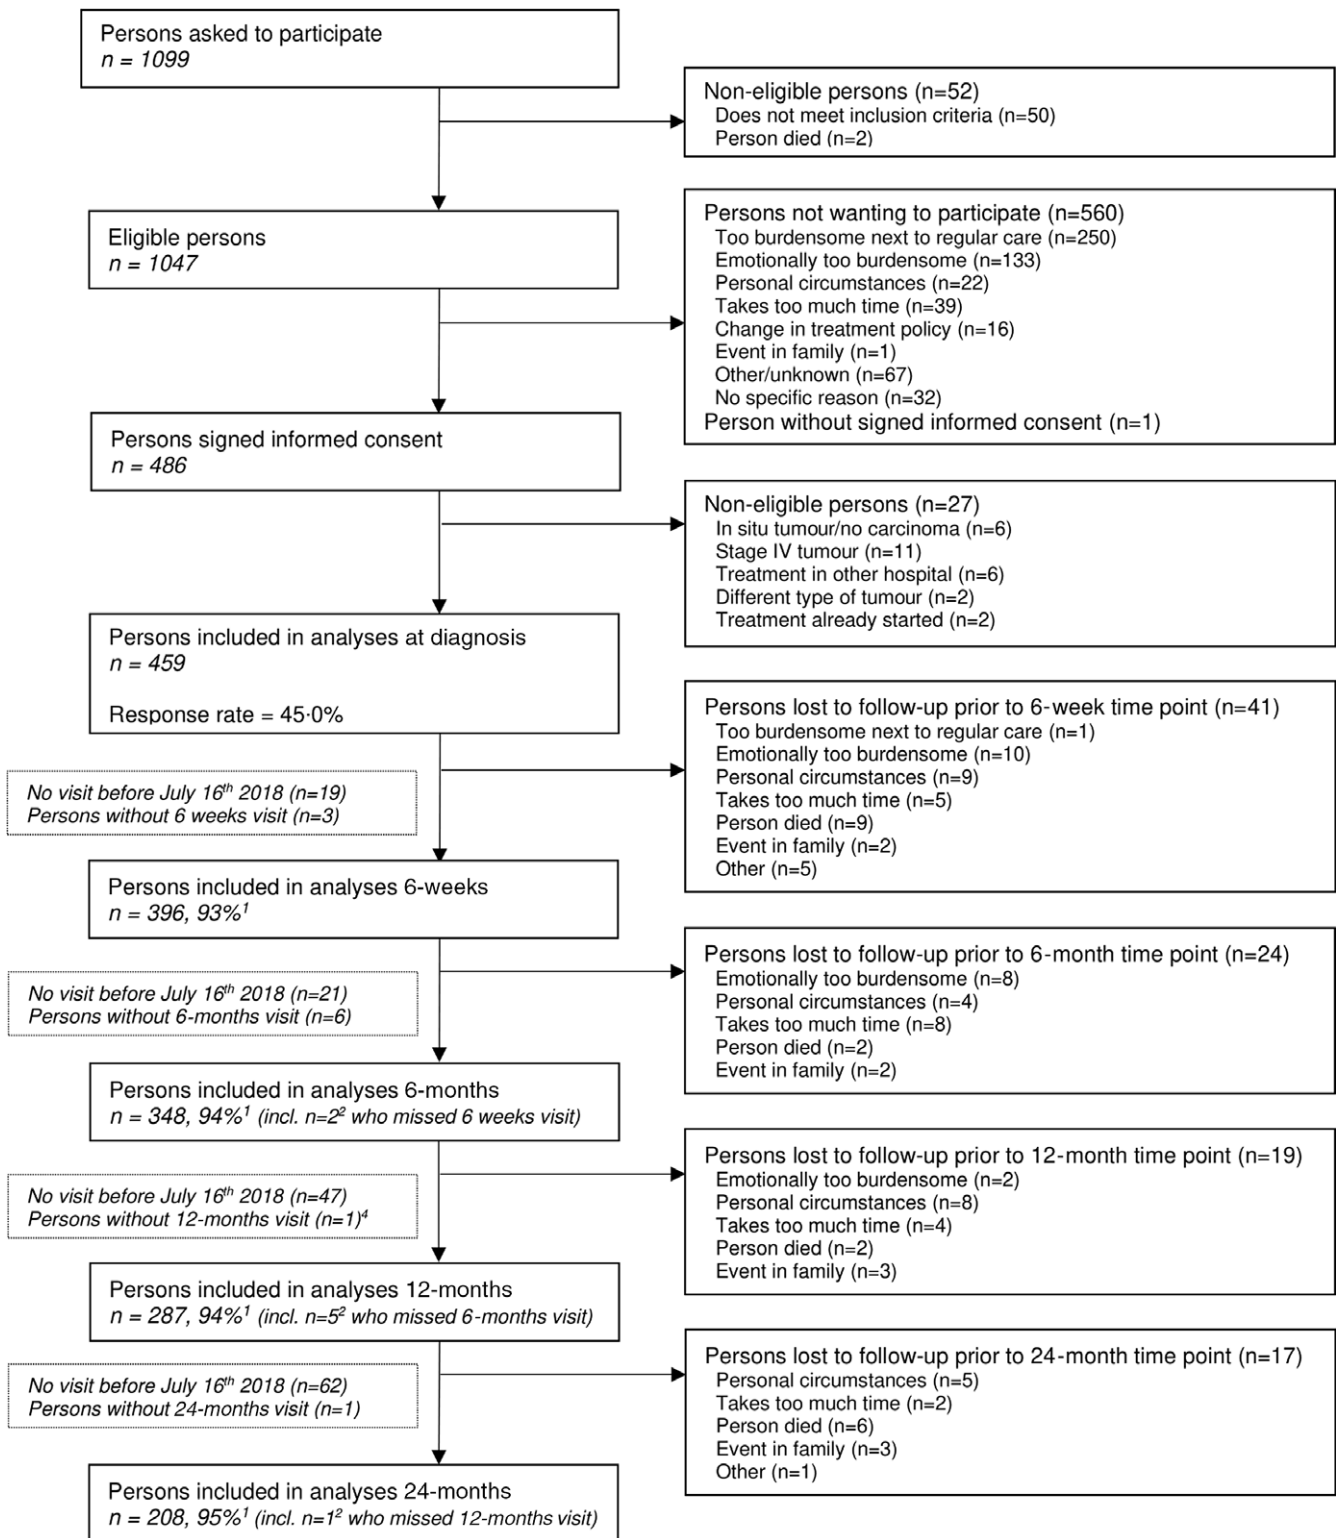 Persons asked to participate
n = 1099
Non-eligible persons (n=52)
Does not meet inclusion criteria (n=50)
Person died (n=2)
Eligible persons
n = 1047
Persons not wanting to participate (n=560)
Too burdensome next to regular care (n=250)
Emotionally too burdensome (n=133)
Personal circumstances (n=22)
Takes too much time (n=39)
Change in treatment policy (n=16)
Event in family (n=1)
Other/unknown (n=67)
No specific reason (n=32)
Person without signed informed consent (n=1)
Persons signed informed consent
n = 486
Non-eligible persons (n=27)
In situ tumour/no carcinoma (n=6)
Stage IV tumour (n=11)
Treatment in other hospital (n=6)
Different type of tumour (n=2)
Treatment already started (n=2)
Persons included in analyses at diagnosis
n = 459
Response rate = 45·0%
Persons lost to follow-up prior to 6-week time point (n=41)
Too burdensome next to regular care (n=1)
Emotionally too burdensome (n=10)
Personal circumstances (n=9)
Takes too much time (n=5)
Person died (n=9)
Event in family (n=2)
Other (n=5)
No visit before July 16th 2018 (n=19)
Persons without 6 weeks visit (n=3)
Persons included in analyses 6-weeks
n = 396, 93%¹
Persons lost to follow-up prior to 6-month time point (n=24)
Emotionally too burdensome (n=8)
Personal circumstances (n=4)
Takes too much time (n=8)
Person died (n=2)
Event in family (n=2)
No visit before July 16th 2018 (n=21)
Persons without 6-months visit (n=6)
Persons included in analyses 6-months
n = 348, 94%¹ (incl. n=2² who missed 6 weeks visit)
Persons lost to follow-up prior to 12-month time point (n=19)
Emotionally too burdensome (n=2)
Personal circumstances (n=8)
Takes too much time (n=4)
Person died (n=2)
Event in family (n=3)
No visit before July 16th 2018 (n=47)
Persons without 12-months visit (n=1)⁴
Persons included in analyses 12-months
n = 287, 94%¹ (incl. n=5² who missed 6-months visit)
Persons lost to follow-up prior to 24-month time point (n=17)
Personal circumstances (n=5)
Takes too much time (n=2)
Person died (n=6)
Event in family (n=3)
Other (n=1)
No visit before July 16th 2018 (n=62)
Persons without 24-months visit (n=1)
Persons included in analyses 24-months
n = 208, 95%¹ (incl. n=1² who missed 12-months visit)